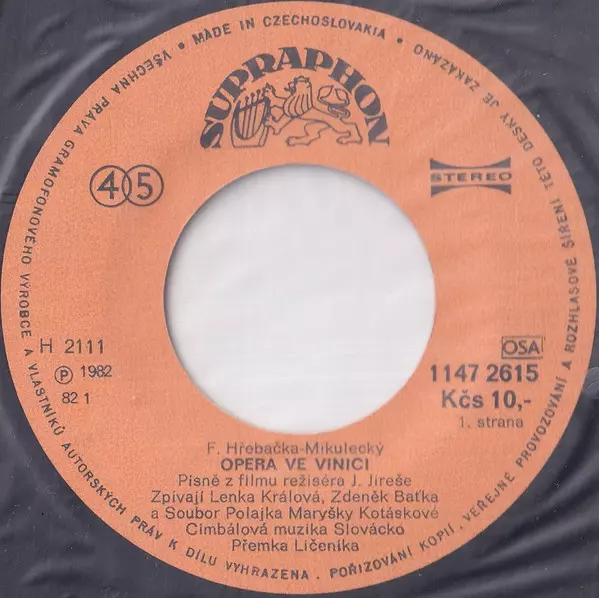 VŠECHNA PRÁVA GRAMOFONOVÉHO VÝROBCE A VLASTNÍKŮ AUTORSKÝCH PRÁV K DÍLU VYHRAZENA . POŘIZOVÁNÍ KOPIÍ . VEŘEJNÉ PROVOZOVÁNÍ A ROZHLASOVÉ ŠÍŘENÍ TÉTO DESKY JE ZAKÁZÁNO
• MADE IN CZECHOSLOVAKIA •
SUPRAPHON
45
STEREO
H 2111
Ⓟ 1982
82 1
OSA
1147 2615
Kčs 10,-
1. strana
F. Hřebačka-Mikulecký
OPERA VE VINICI
Písně z filmu režiséra J. Jireše
Zpívají Lenka Králová, Zdeněk Baťka
a Soubor Polajka Maryšky Kotáskové
Cimbálová muzika Slovácko
Přemka Líčeníka